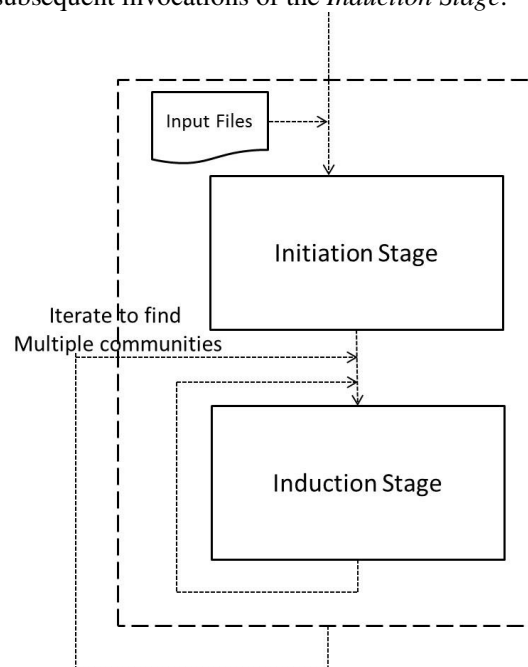 subsequent invocations of the Induction Stage.
Input Files
Initiation Stage
Iterate to find
Multiple communities
Induction Stage